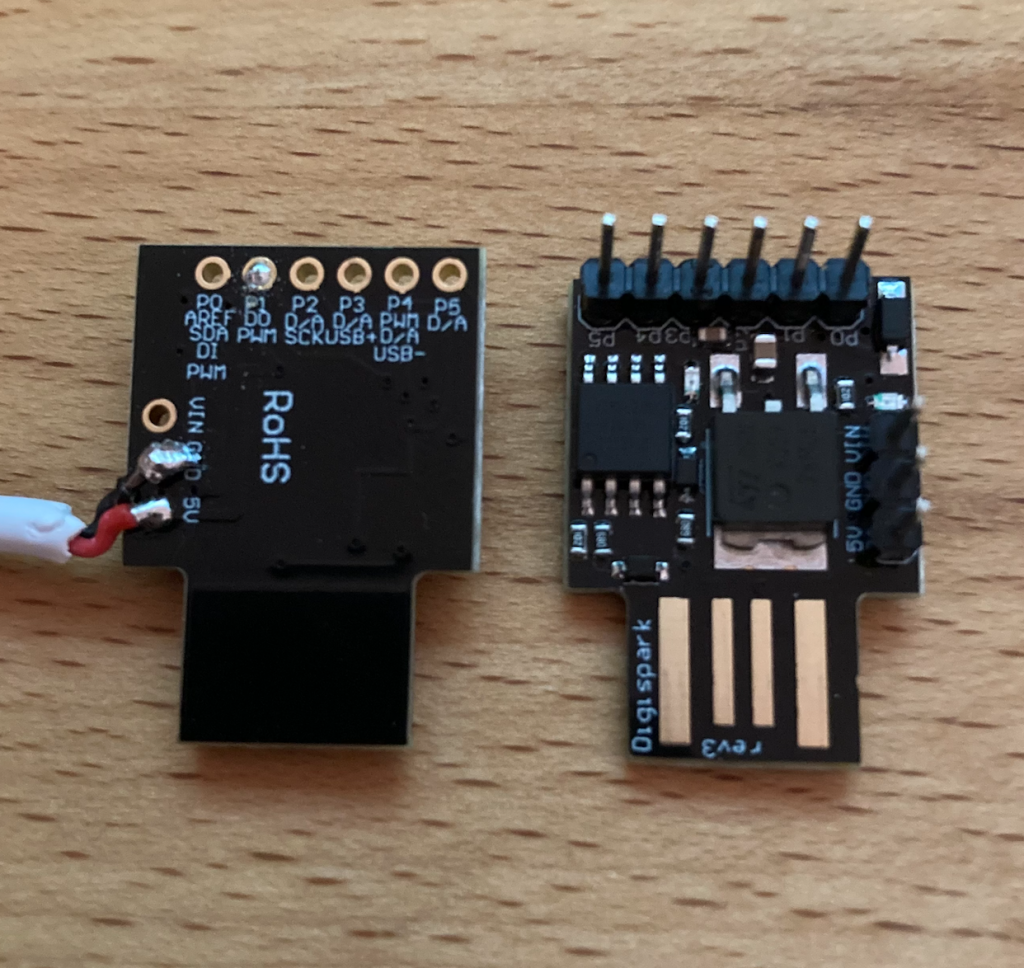 P0 P1 P2 P3 P4 P5
AREF DO D/A D/A PWM D/A
SDA PWM SCK USB+ D/A
DI USB-
PWM
VIN
GND
5V
RoHS
P5 P4 P3 P1 P0
5V GND VIN
Digispark
rev3